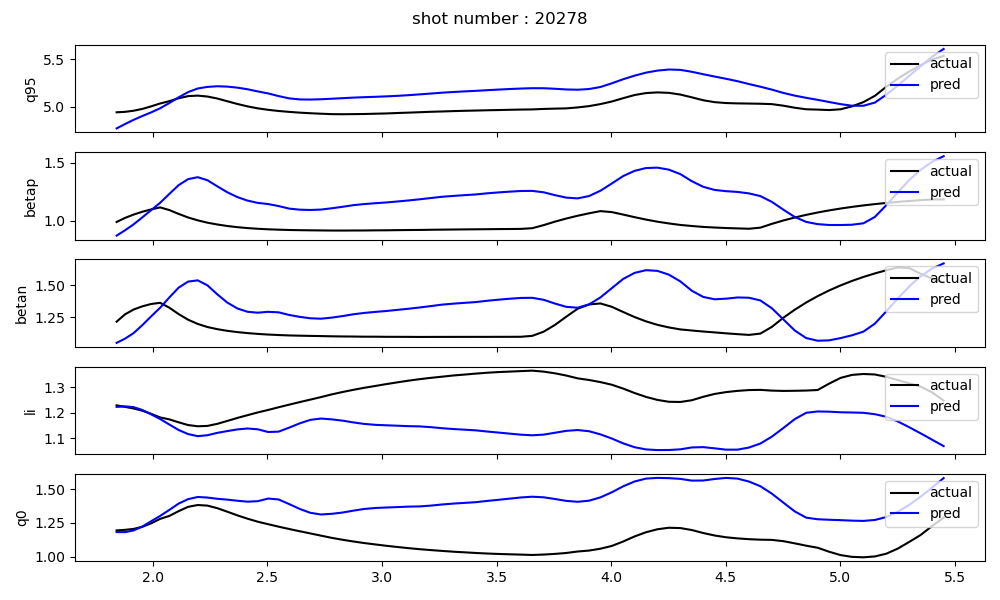 shot number : 20278
5.5
5.0
q95
actual
pred
1.5
1.0
betap
actual
pred
1.50
1.25
betan
actual
pred
1.3
1.2
1.1
li
actual
pred
1.50
1.25
1.00
q0
actual
pred
2.0 2.5 3.0 3.5 4.0 4.5 5.0 5.5